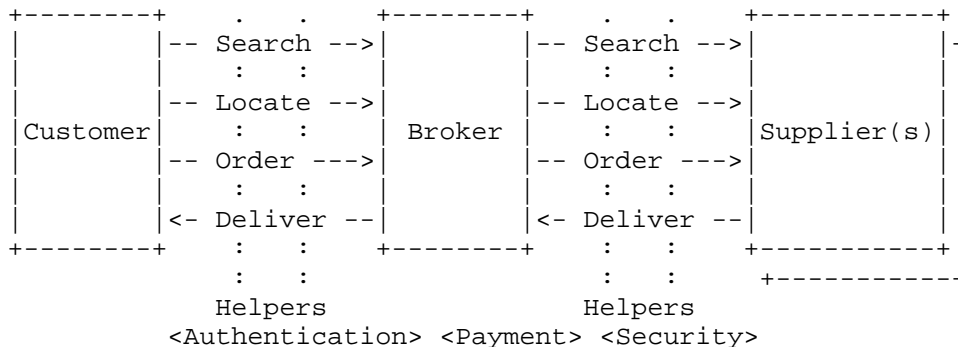 +--------+    .   .    +--------+    .   .    +-----------+
|        |-- Search -->|        |-- Search -->|           |-
|        |   :   :     |        |   :   :     |           |
|        |-- Locate -->|        |-- Locate -->|           |
|Customer|   :   :     | Broker |   :   :     |Supplier(s)|
|        |-- Order --->|        |-- Order --->|           |
|        |   :   :     |        |   :   :     |           |
|        |<- Deliver --|        |<- Deliver --|           |
+--------+   :   :     +--------+   :   :     +-----------+
             :   :                  :   :      +------------
            Helpers                Helpers
         <Authentication> <Payment> <Security>